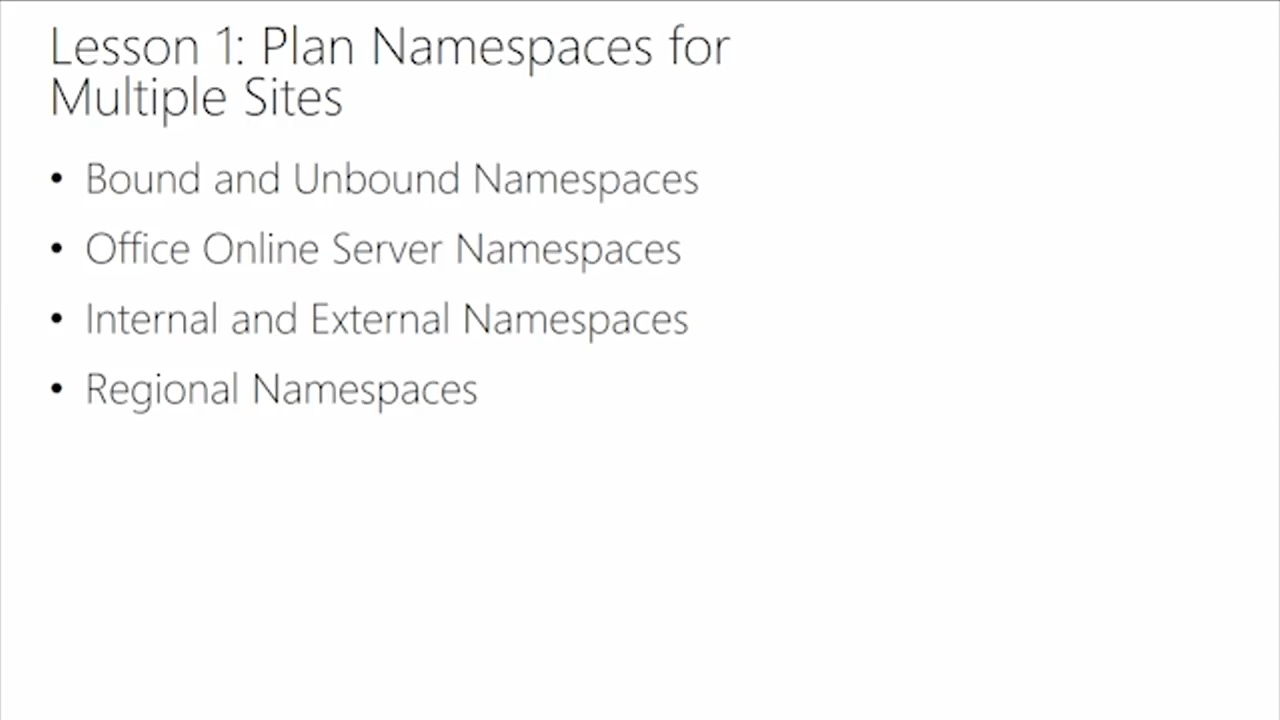 Lesson 1: Plan Namespaces for
Multiple Sites
• Bound and Unbound Namespaces
• Office Online Server Namespaces
• Internal and External Namespaces
• Regional Namespaces